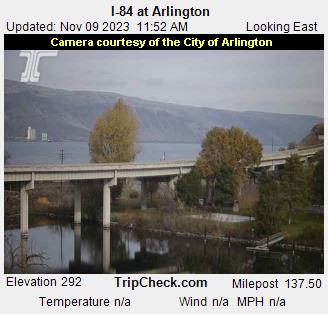 I-84 at Arlington
Updated: Nov 09 2023 11:52 AM Looking East
Camera courtesy of the City of Arlington
Elevation 292 TripCheck.com Milepost 137.50
Temperature n/a Wind n/a MPH n/a